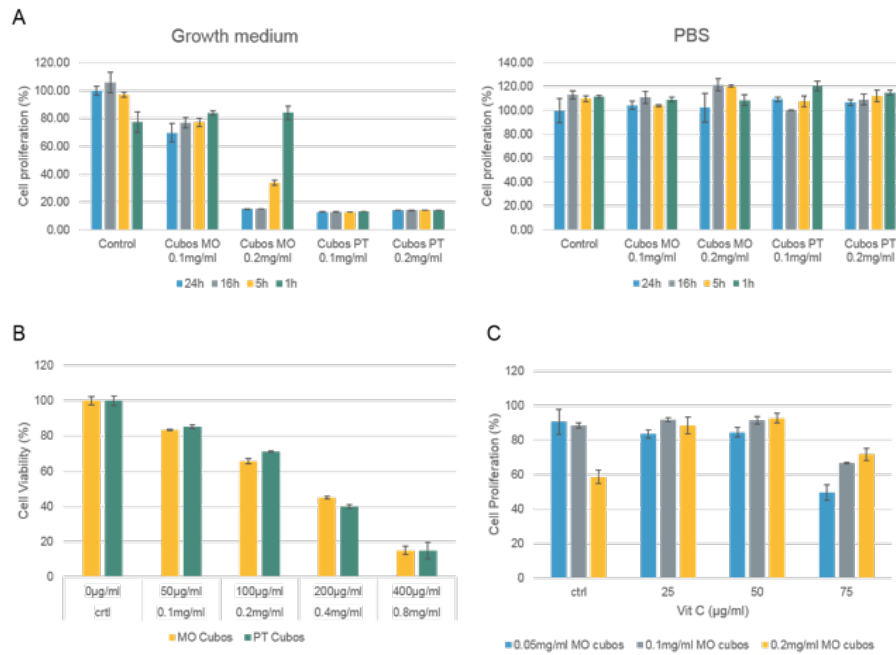 A
Growth medium
Cell proliferation (%)
120.00
100.00
80.00
60.00
40.00
20.00
0.00
Control
Cubos MO 0.1mg/ml
Cubos MO 0.2mg/ml
Cubos PT 0.1mg/ml
Cubos PT 0.2mg/ml
24h 16h 5h 1h
PBS
Cell proliferation (%)
140.00
120.00
100.00
80.00
60.00
40.00
20.00
0.00
Control
Cubos MO 0.1mg/ml
Cubos MO 0.2mg/ml
Cubos PT 0.1mg/ml
Cubos PT 0.2mg/ml
24h 16h 5h 1h
B
Cell Viability (%)
120
100
80
60
40
20
0
0µg/ml 50µg/ml 100µg/ml 200µg/ml 400µg/ml
crtl 0.1mg/ml 0.2mg/ml 0.4mg/ml 0.8mg/ml
MO Cubos PT Cubos
C
Cell Proliferation (%)
120
100
80
60
40
20
0
ctrl 25 50 75
Vit C (µg/ml)
0.05mg/ml MO cubos 0.1mg/ml MO cubos 0.2mg/ml MO cubos